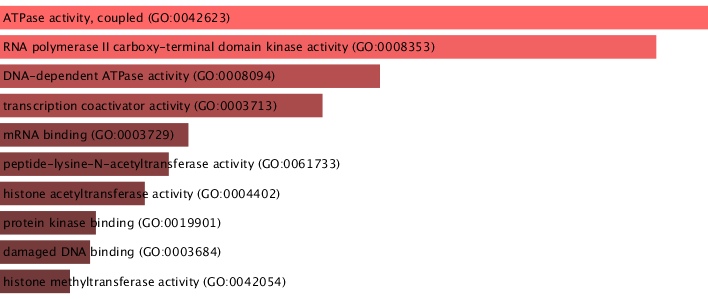 ATPase activity, coupled (GO:0042623)
RNA polymerase II carboxy-terminal domain kinase activity (GO:0008353)
DNA-dependent ATPase activity (GO:0008094)
transcription coactivator activity (GO:0003713)
mRNA binding (GO:0003729)
peptide-lysine-N-acetyltransferase activity (GO:0061733)
histone acetyltransferase activity (GO:0004402)
protein kinase binding (GO:0019901)
damaged DNA binding (GO:0003684)
histone methyltransferase activity (GO:0042054)